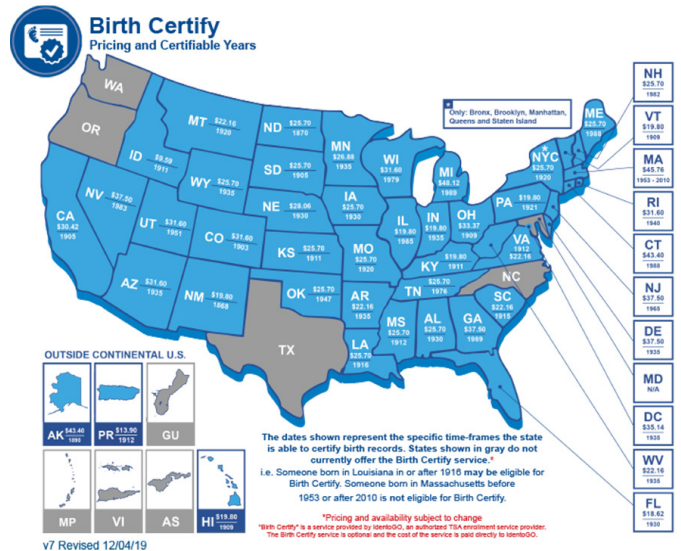 Birth Certify
Pricing and Certifiable Years
WA
OR
MT $22.16
1920
ND $25.70
1870
MN
$26.88
1935
Only: Bronx, Brooklyn, Manhattan,
Queens and Staten Island
ME
$25.70
1988
ID $8.59
1911
WY $25.70
1935
SD $25.70
1905
WI
$31.60
1879
MI
$48.12
1989
NYC
$25.70
1920
NV $37.50
1983
NE $28.06
1930
IA
$25.70
1930
PA $19.80
1921
CA
$30.42
1905
UT $31.60
1951
CO $31.60
1903
KS $25.70
1911
MO
$25.70
1920
IL
$19.80
1985
IN
$19.80
1935
OH
$33.37
1909
VA
1912
$22.16
KY $19.80
1911
AZ $31.60
1935
NM $19.80
1868
OK $25.70
1947
AR
$22.16
1935
TN $25.70
1976
NC
SC
$22.16
1915
TX
LA
$25.70
1916
MS
$25.70
1912
AL
$25.70
1930
GA
$37.90
1989
NH
$25.70
1982
VT
$19.80
1909
MA
$45.76
1953 - 2010
RI
$31.60
1940
CT
$43.40
1988
NJ
$37.50
1965
DE
$37.50
1935
MD
N/A
DC
$35.14
1935
WV
$22.16
1935
FL
$18.62
1930
OUTSIDE CONTINENTAL U.S.
AK $43.40
1890
PR $13.90
1912
GU
MP
VI
AS
HI $19.80
1909
The dates shown represent the specific time-frames the state
is able to certify birth records. States shown in gray do not
currently offer the Birth Certify service.*
i.e. Someone born in Louisiana in or after 1916 may be eligible for
Birth Certify. Someone born in Massachusetts before
1953 or after 2010 is not eligible for Birth Certify.
*Pricing and availability subject to change
"Birth Certify" is a service provided by IdentoGO, an authorized TSA enrollment service provider.
The Birth Certify service is optional and the cost of the service is paid directly to IdentoGO.
v7 Revised 12/04/19